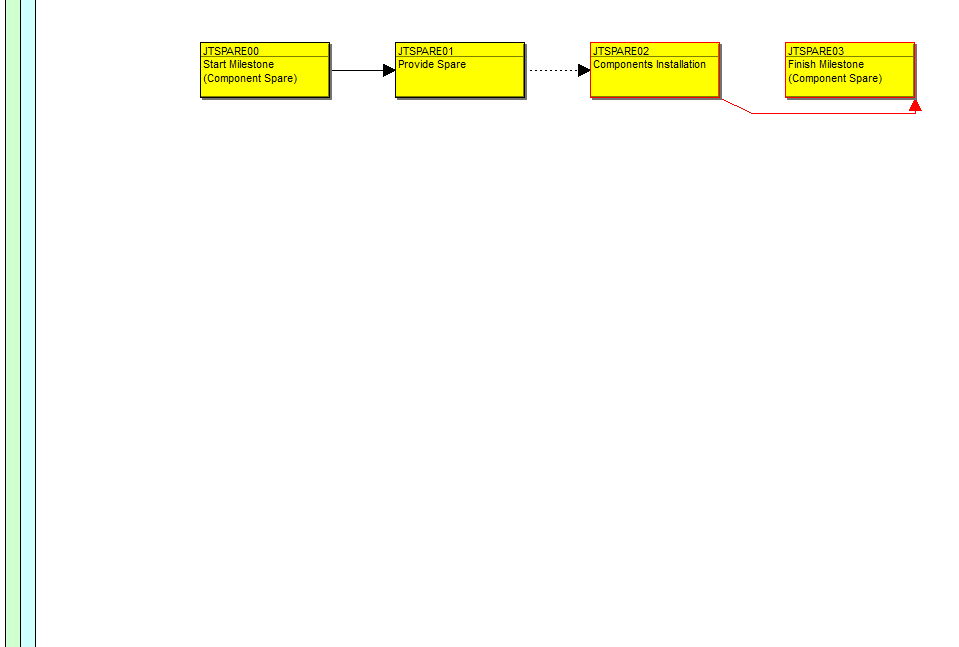 JTSPARE00
Start Milestone
(Component Spare)
JTSPARE01
Provide Spare
JTSPARE02
Components Installation
JTSPARE03
Finish Milestone
(Component Spare)